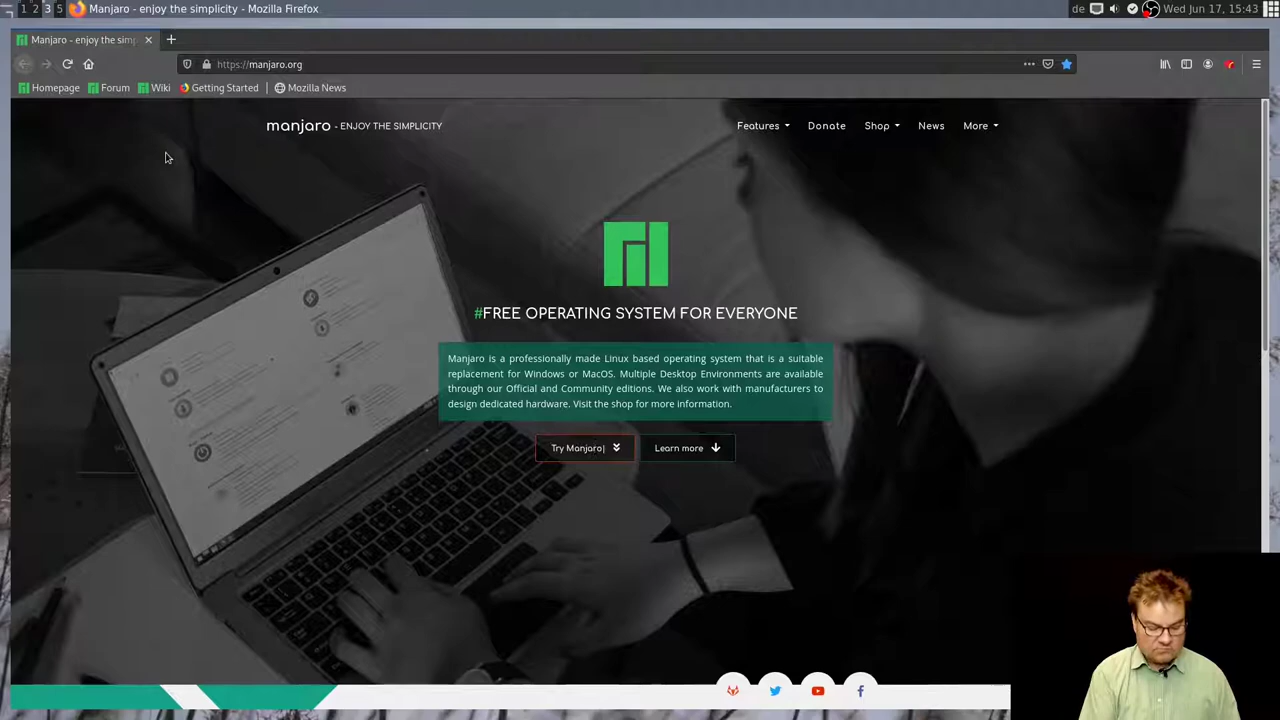 1 2 3 5 Manjaro - enjoy the simplicity - Mozilla Firefox
de Wed Jun 17, 15:43
Manjaro - enjoy the simp
https://manjaro.org
Homepage Forum Wiki Getting Started Mozilla News
manjaro - ENJOY THE SIMPLICITY
Features Donate Shop News More
#FREE OPERATING SYSTEM FOR EVERYONE
Manjaro is a professionally made Linux based operating system that is a suitable
replacement for Windows or MacOS. Multiple Desktop Environments are available
through our Official and Community editions. We also work with manufacturers to
design dedicated hardware. Visit the shop for more information.
Try Manjaro| Learn more